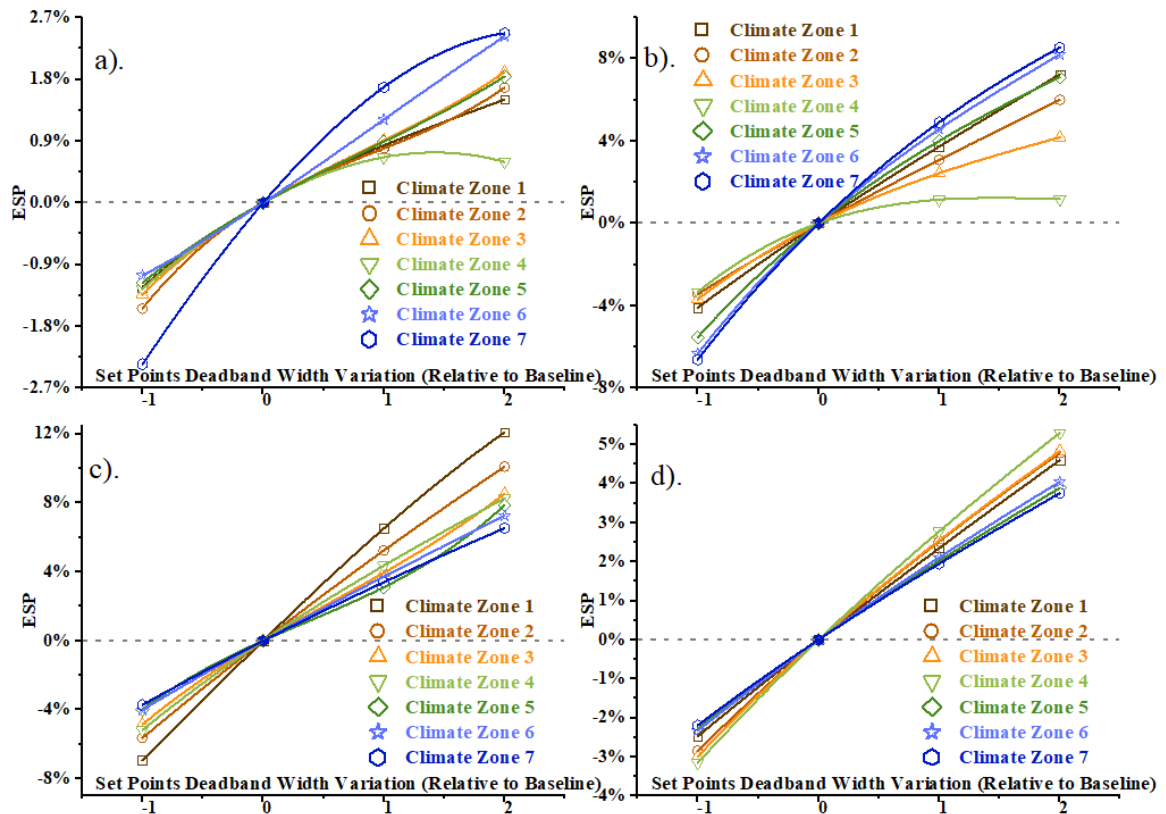 a).
ESP
2.7%
1.8%
0.9%
0.0%
-0.9%
-1.8%
-2.7%
Climate Zone 1
Climate Zone 2
Climate Zone 3
Climate Zone 4
Climate Zone 5
Climate Zone 6
Climate Zone 7
Set Points Deadband Width Variation (Relative to Baseline)
-1 0 1 2
b).
ESP
8%
4%
0%
-4%
-8%
Climate Zone 1
Climate Zone 2
Climate Zone 3
Climate Zone 4
Climate Zone 5
Climate Zone 6
Climate Zone 7
Set Points Deadband Width Variation (Relative to Baseline)
-1 0 1 2
c).
ESP
12%
8%
4%
0%
-4%
-8%
Climate Zone 1
Climate Zone 2
Climate Zone 3
Climate Zone 4
Climate Zone 5
Climate Zone 6
Climate Zone 7
Set Points Deadband Width Variation (Relative to Baseline)
-1 0 1 2
d).
ESP
5%
4%
3%
2%
1%
0%
-1%
-2%
-3%
-4%
Climate Zone 1
Climate Zone 2
Climate Zone 3
Climate Zone 4
Climate Zone 5
Climate Zone 6
Climate Zone 7
Set Points Deadband Width Variation (Relative to Baseline)
-1 0 1 2